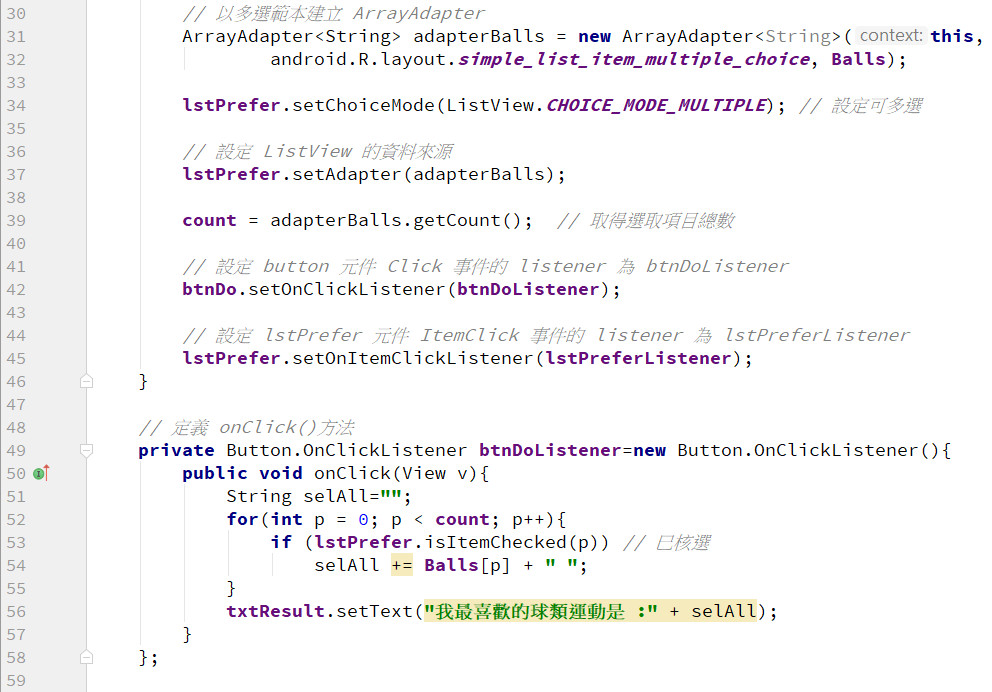 30 // 以多選範本建立 ArrayAdapter
31 ArrayAdapter<String> adapterBalls = new ArrayAdapter<String>( context: this,
32 android.R.layout.simple_list_item_multiple_choice, Balls);
33
34 lstPrefer.setChoiceMode(ListView.CHOICE_MODE_MULTIPLE); // 設定可多選
35
36 // 設定 ListView 的資料來源
37 lstPrefer.setAdapter(adapterBalls);
38
39 count = adapterBalls.getCount(); // 取得選取項目總數
40
41 // 設定 button 元件 Click 事件的 listener 為 btnDoListener
42 btnDo.setOnClickListener(btnDoListener);
43
44 // 設定 lstPrefer 元件 ItemClick 事件的 listener 為 lstPreferListener
45 lstPrefer.setOnItemClickListener(lstPreferListener);
46 }
47
48 // 定義 onClick()方法
49 private Button.OnClickListener btnDoListener=new Button.OnClickListener(){
50 public void onClick(View v){
51 String selAll="";
52 for(int p = 0; p < count; p++){
53 if (lstPrefer.isItemChecked(p)) // 已核選
54 selAll += Balls[p] + " ";
55 }
56 txtResult.setText("我最喜歡的球類運動是 :" + selAll);
57 }
58 };
59